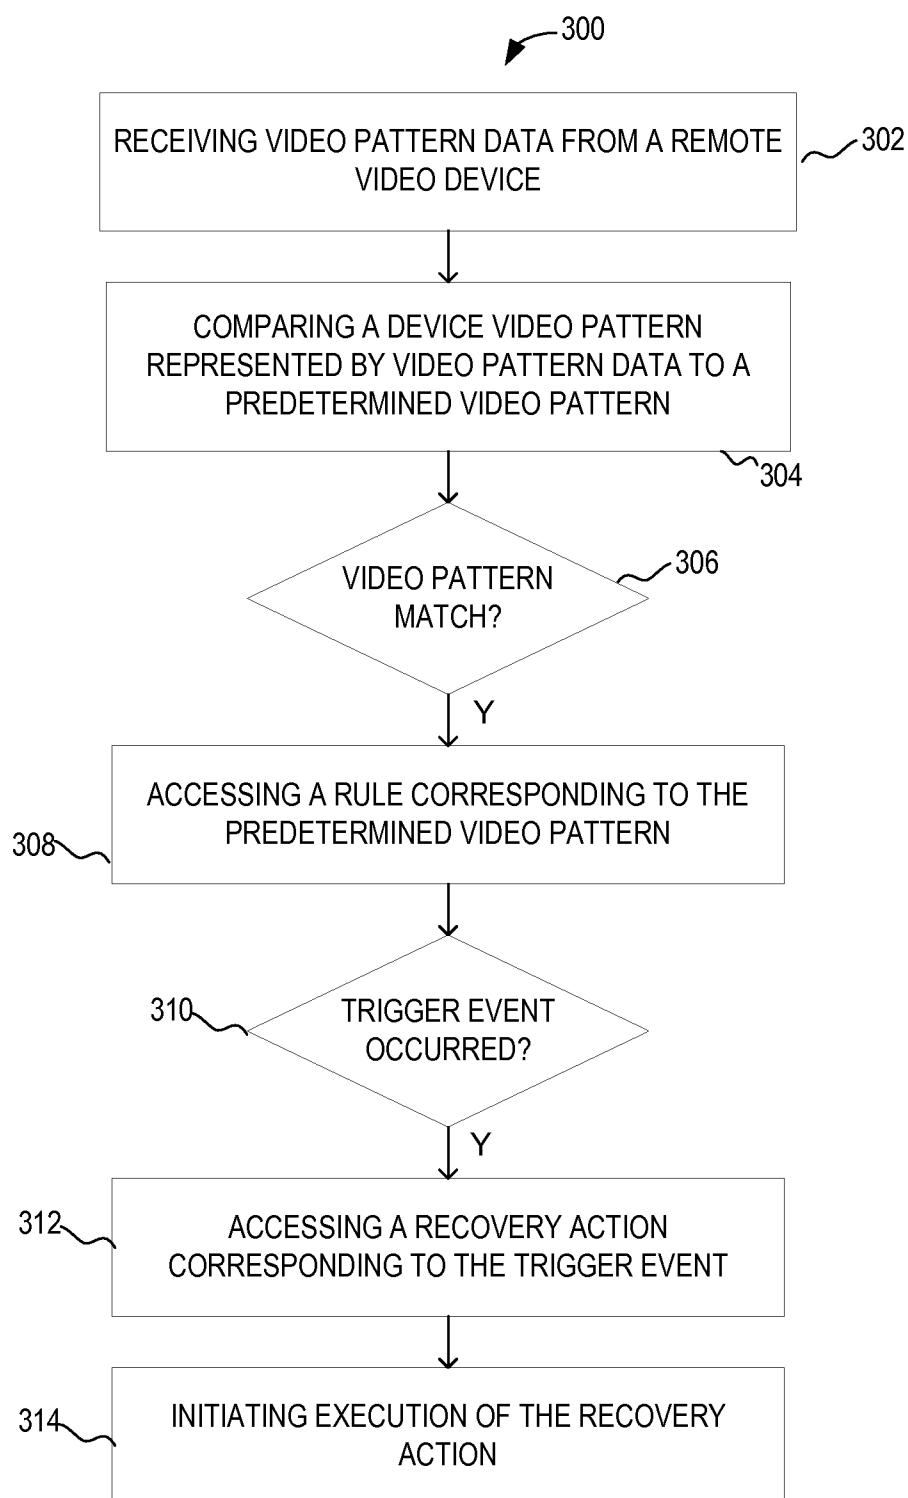 300
RECEIVING VIDEO PATTERN DATA FROM A REMOTE
VIDEO DEVICE
302
COMPARING A DEVICE VIDEO PATTERN
REPRESENTED BY VIDEO PATTERN DATA TO A
PREDETERMINED VIDEO PATTERN
304
VIDEO PATTERN
MATCH?
306
Y
ACCESSING A RULE CORRESPONDING TO THE
PREDETERMINED VIDEO PATTERN
308
TRIGGER EVENT
OCCURRED?
310
Y
ACCESSING A RECOVERY ACTION
CORRESPONDING TO THE TRIGGER EVENT
312
INITIATING EXECUTION OF THE RECOVERY
ACTION
314